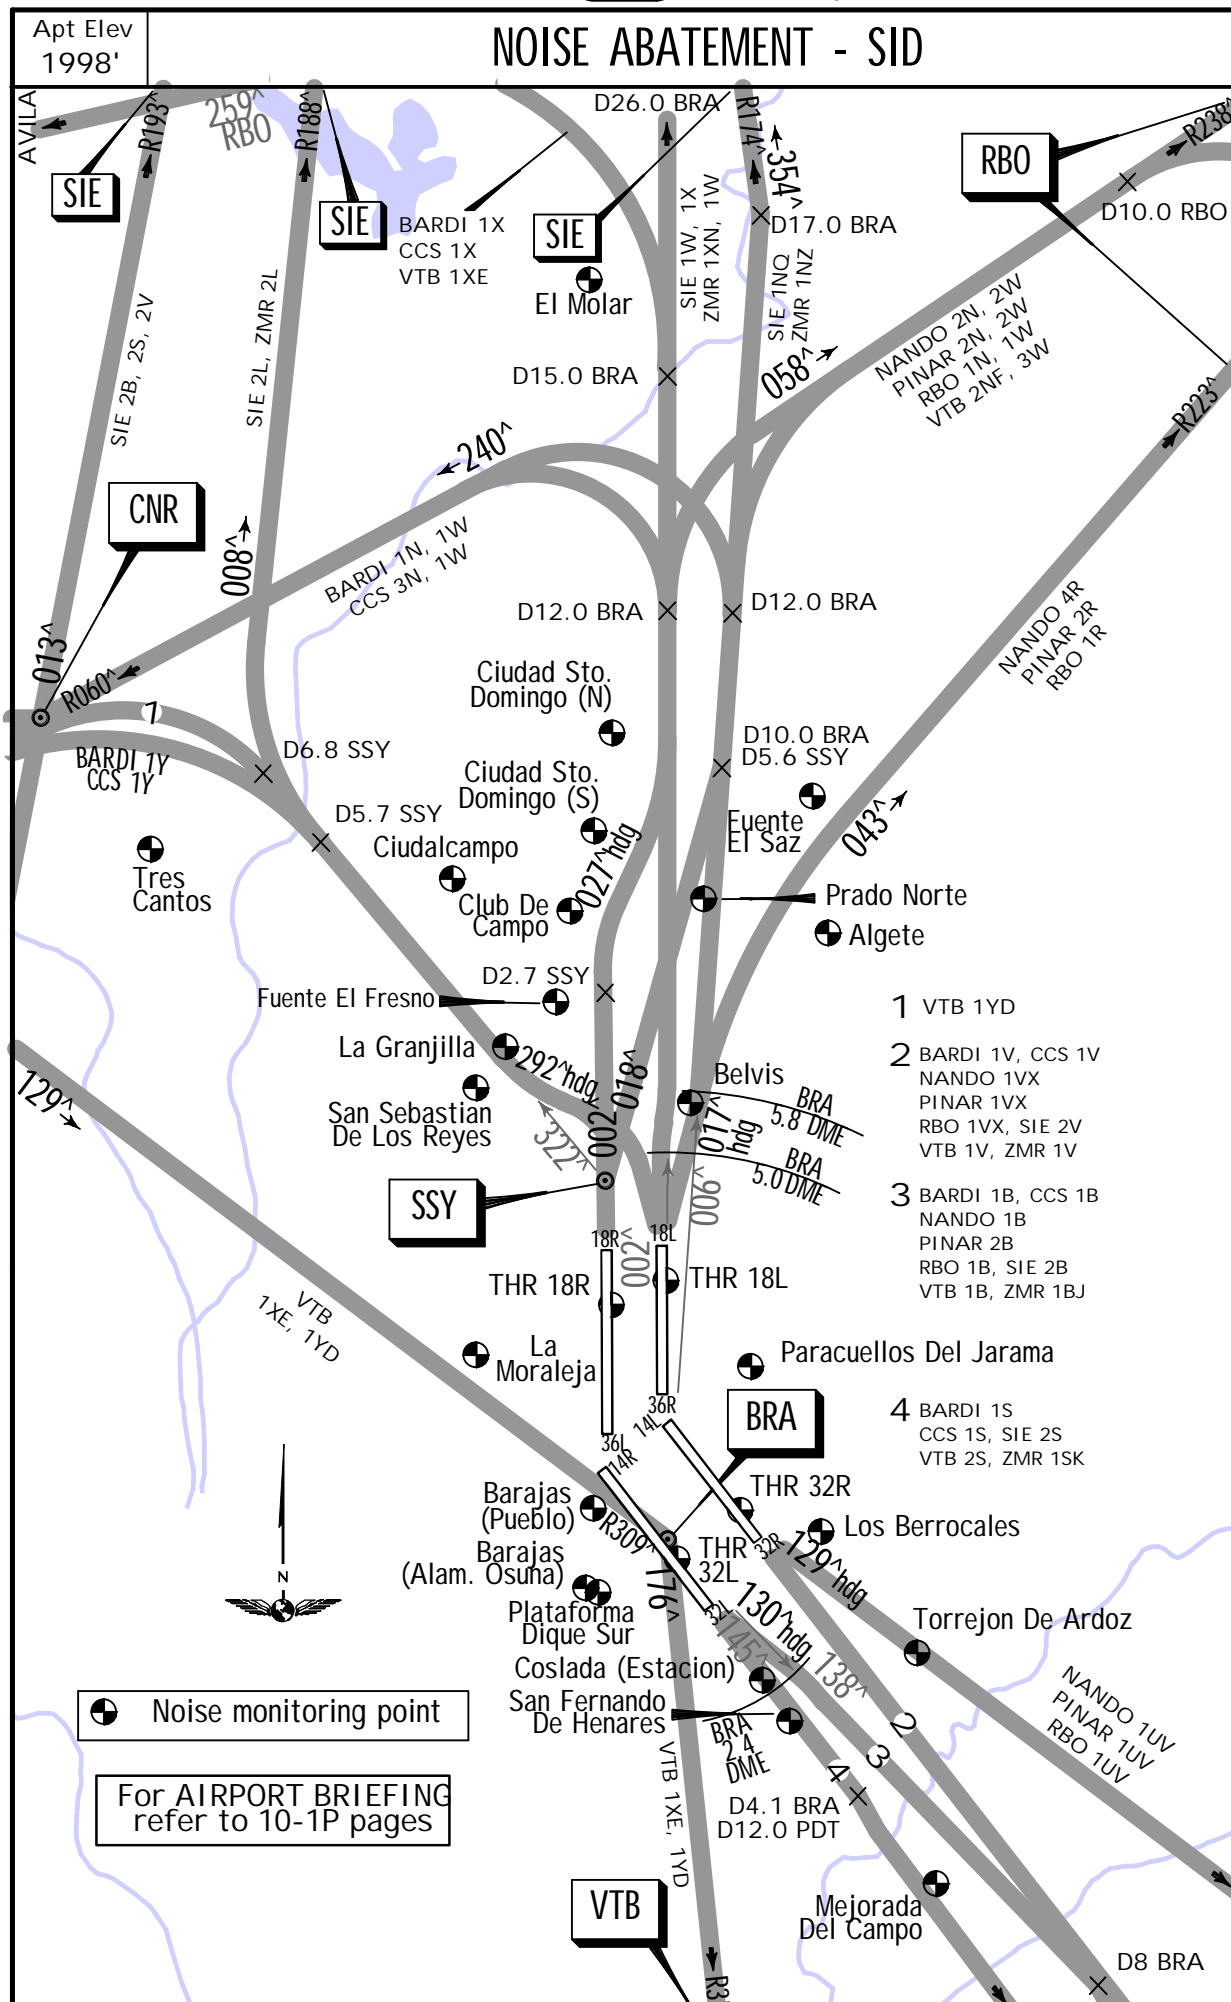 Apt Elev
1998'
NOISE ABATEMENT - SID
AVILA
R193^
259^
RBO
R188^
D26.0 BRA
R174^
354^
RBO
R238^
SIE
SIE
BARDI 1X
CCS 1X
VTB 1XE
SIE
D17.0 BRA
D10.0 RBO
El Molar
SIE 1W, 1X
ZMR 1XN, 1W
SIE 1NQ
ZMR 1NZ
SIE 2B, 2S, 2V
SIE 2L, ZMR 2L
NANDO 2N, 2W
PINAR 2N, 2W
RBO 1N, 1W
VTB 2NF, 3W
D15.0 BRA
058^
R223^
240^
CNR
008^
BARDI 1N, 1W
CCS 3N, 1W
D12.0 BRA
D12.0 BRA
NANDO 4R
PINAR 2R
RBO 1R
013^
R060^
Ciudad Sto.
Domingo (N)
1
BARDI 1Y
CCS 1Y
D6.8 SSY
D10.0 BRA
D5.6 SSY
Ciudad Sto.
Domingo (S)
D5.7 SSY
Fuente
El Saz
043^
Ciudalcampo
027^hdg
Tres
Cantos
Club De
Campo
Prado Norte
Algete
D2.7 SSY
Fuente El Fresno
La Granjilla
292^hdg
018^
002^
1 VTB 1YD
2 BARDI 1V, CCS 1V
NANDO 1VX
PINAR 1VX
RBO 1VX, SIE 2V
VTB 1V, ZMR 1V
129^
San Sebastian
De Los Reyes
322^
Belvis
BRA
5.8 DME
017^
hdg
BRA
5.0 DME
SSY
006^
002^
3 BARDI 1B, CCS 1B
NANDO 1B
PINAR 2B
RBO 1B, SIE 2B
VTB 1B, ZMR 1BJ
18R
18L
THR 18R
THR 18L
VTB
1XE, 1YD
La
Moraleja
Paracuellos Del Jarama
36R
14L
BRA
4 BARDI 1S
CCS 1S, SIE 2S
VTB 2S, ZMR 1SK
36L
14R
Barajas
(Pueblo)
THR 32R
Los Berrocales
R309^
Barajas
(Alam. Osuna)
THR
32L
32R
129^hdg
N
176^
Plataforma
Dique Sur
32L
130^hdg
145^
138^
Torrejon De Ardoz
Coslada (Estacion)
San Fernando
De Henares
BRA
2.4
DME
Noise monitoring point
2
3
4
NANDO 1UV
PINAR 1UV
RBO 1UV
For AIRPORT BRIEFING
refer to 10-1P pages
VTB 1XE, 1YD
D4.1 BRA
D12.0 PDT
VTB
Mejorada
Del Campo
D8 BRA